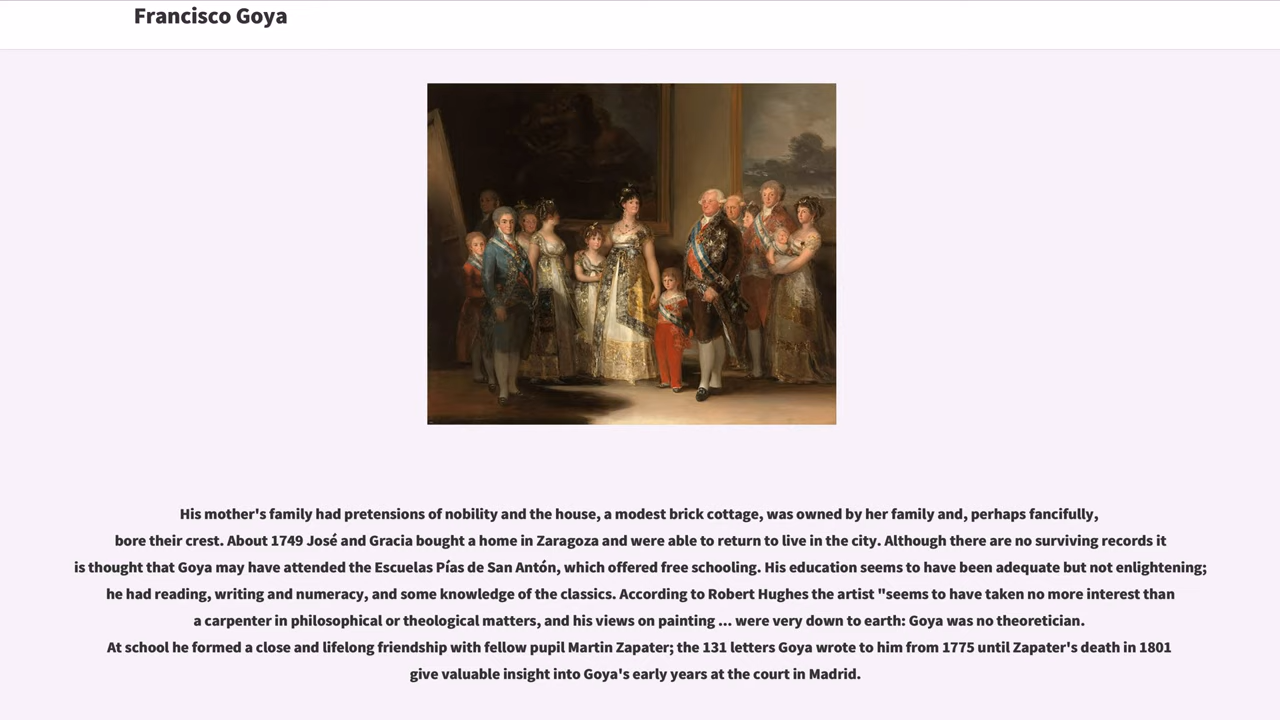 Francisco Goya
His mother's family had pretensions of nobility and the house, a modest brick cottage, was owned by her family and, perhaps fancifully,
bore their crest. About 1749 José and Gracia bought a home in Zaragoza and were able to return to live in the city. Although there are no surviving records it
is thought that Goya may have attended the Escuelas Pías de San Antón, which offered free schooling. His education seems to have been adequate but not enlightening;
he had reading, writing and numeracy, and some knowledge of the classics. According to Robert Hughes the artist "seems to have taken no more interest than
a carpenter in philosophical or theological matters, and his views on painting ... were very down to earth: Goya was no theoretician.
At school he formed a close and lifelong friendship with fellow pupil Martin Zapater; the 131 letters Goya wrote to him from 1775 until Zapater's death in 1801
give valuable insight into Goya's early years at the court in Madrid.